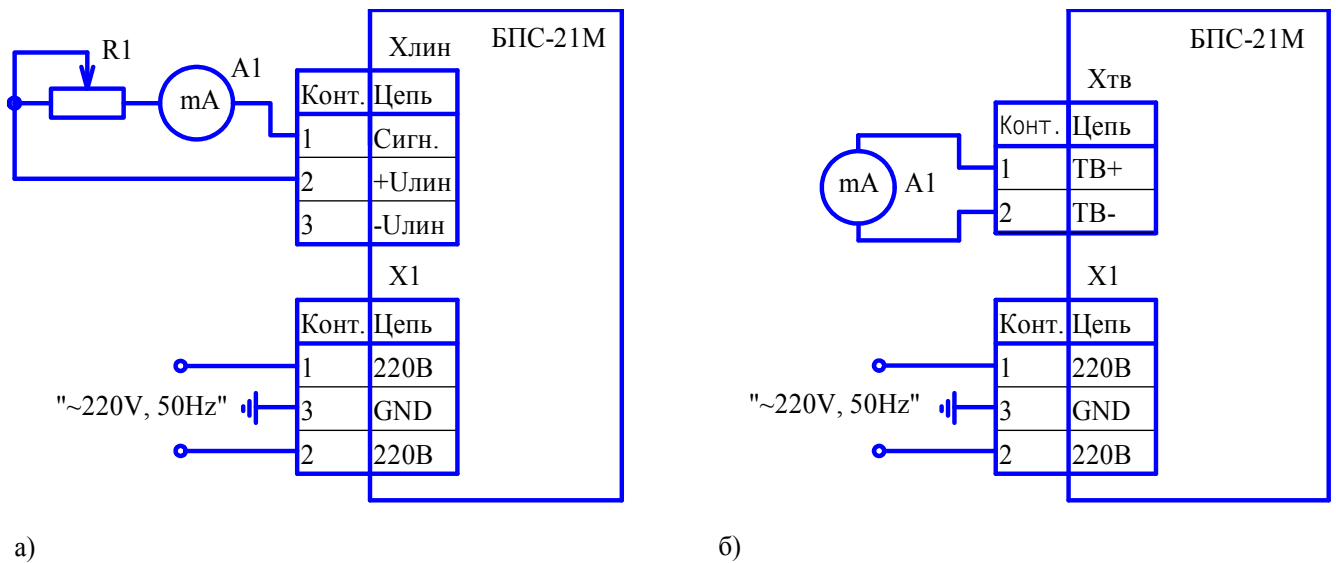 БПС-21М
R1
A1
mA
Хлин
Конт. Цепь
1 Сигн.
2 +Uлин
3 -Uлин
X1
Конт. Цепь
1 220В
3 GND
2 220В
"~220V, 50Hz"
а)
БПС-21М
Хтв
Конт. Цепь
1 ТВ+
2 ТВ-
mA A1
X1
Конт. Цепь
1 220В
3 GND
2 220В
"~220V, 50Hz"
б)